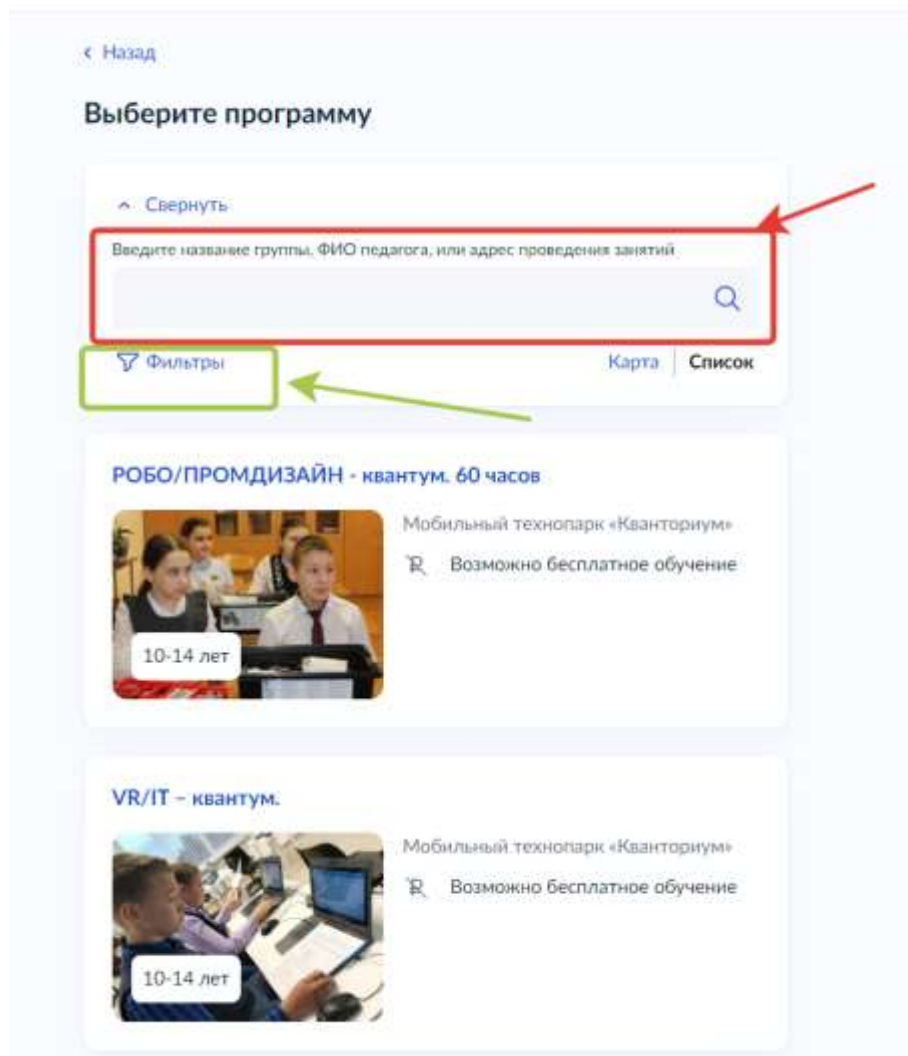 Назад
Выберите программу
Свернуть
Введите название группы, ФИО педагога, или адрес проведения занятий
Фильтры
Карта Список
РОБО/ПРОМДИЗАЙН - квантум. 60 часов
Мобильный технопарк «Кванториум»
Возможно бесплатное обучение
10-14 лет
VR/IT – квантум.
Мобильный технопарк «Кванториум»
Возможно бесплатное обучение
10-14 лет